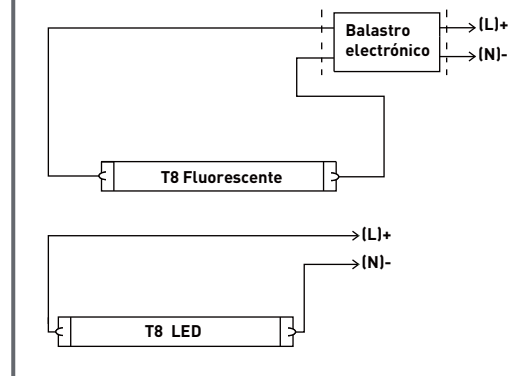 Balastro
electrónico
(L)+
(N)-
T8 Fluorescente
(L)+
(N)-
T8 LED